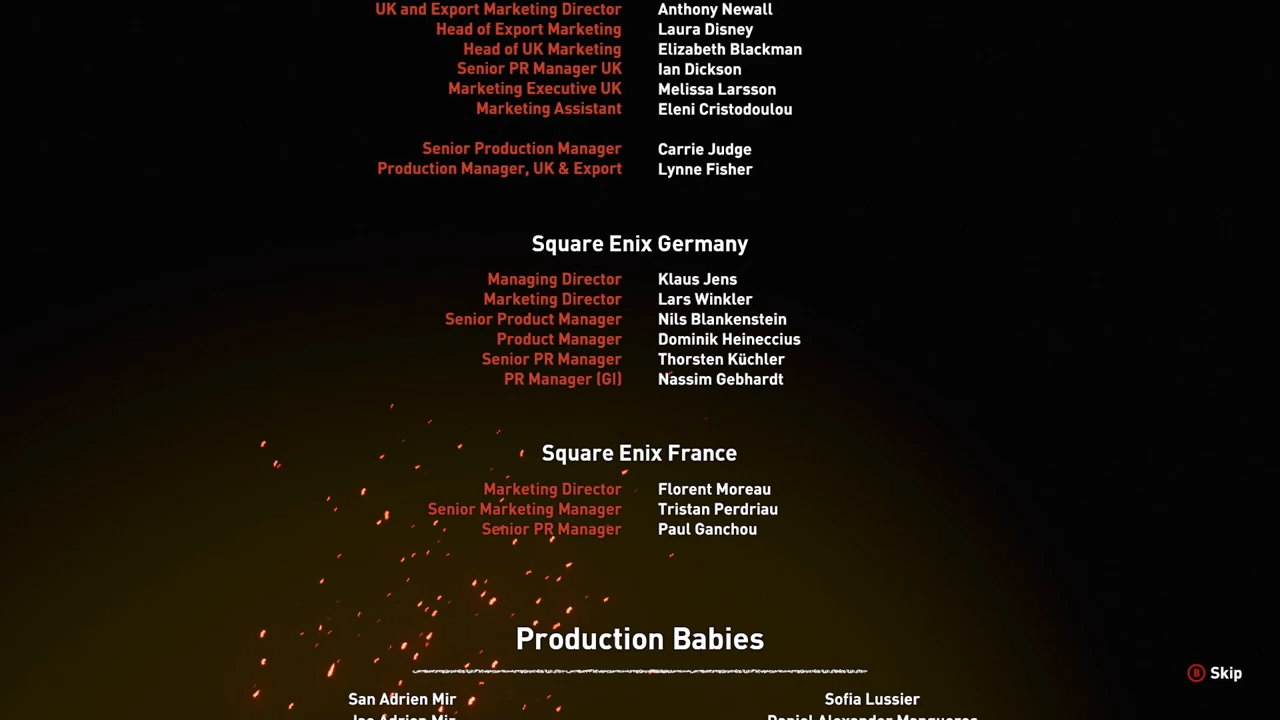 UK and Export Marketing Director Anthony Newall
Head of Export Marketing Laura Disney
Head of UK Marketing Elizabeth Blackman
Senior PR Manager UK Ian Dickson
Marketing Executive UK Melissa Larsson
Marketing Assistant Eleni Cristodoulou
Senior Production Manager Carrie Judge
Production Manager, UK & Export Lynne Fisher
Square Enix Germany
Managing Director Klaus Jens
Marketing Director Lars Winkler
Senior Product Manager Nils Blankenstein
Product Manager Dominik Heineccius
Senior PR Manager Thorsten Küchler
PR Manager (GI) Nassim Gebhardt
Square Enix France
Marketing Director Florent Moreau
Senior Marketing Manager Tristan Perdriau
Senior PR Manager Paul Ganchou
Production Babies
B Skip
San Adrien Mir Sofia Lussier
Adrien Mir Daniel Alexander